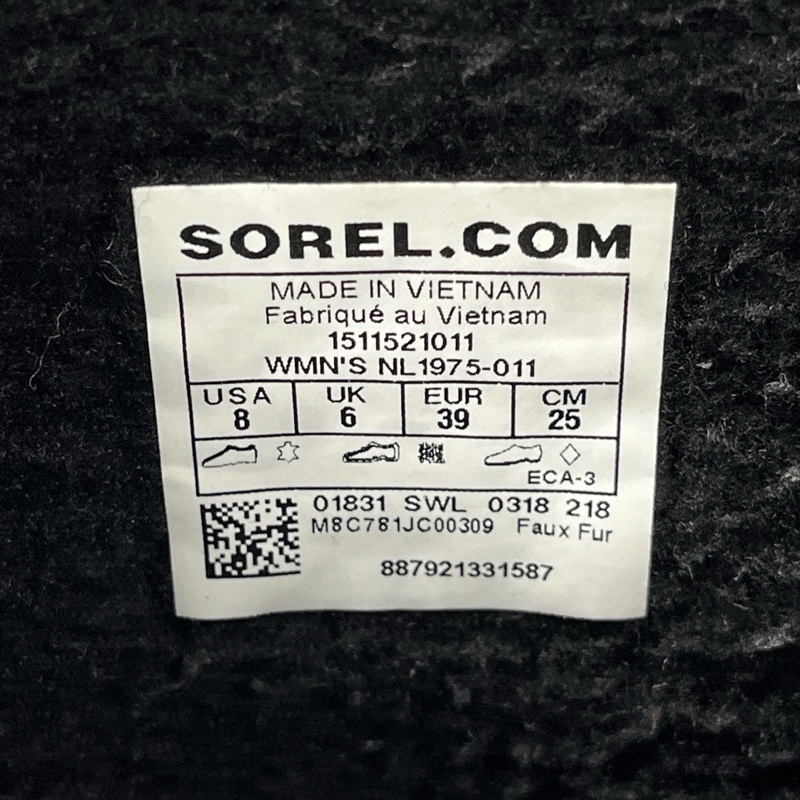 SOREL.COM
MADE IN VIETNAM
Fabriqué au Vietnam
1511521011
WMN'S NL1975-011
USA UK EUR CM
8 6 39 25
ECA-3
01831 SWL 0318 218
M8C781JC00309 Faux Fur
887921331587